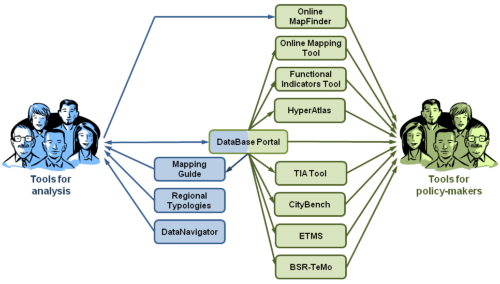 Online
MapFinder
Online Mapping
Tool
Functional
Indicators Tool
HyperAtlas
DataBase Portal
Tools for
analysis
Tools for
policy-makers
Mapping
Guide
Regional
Typologies
DataNavigator
TIA Tool
CityBench
ETMS
BSR-TeMo